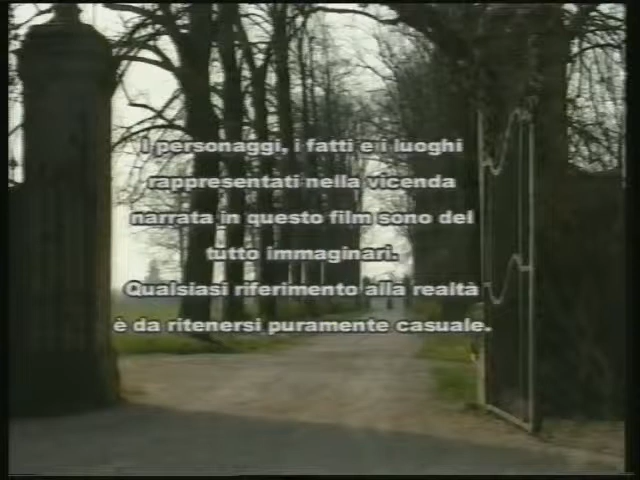 I personaggi, i fatti e i luoghi
rappresentati nella vicenda
narrata in questo film sono del
tutto immaginari.
Qualsiasi riferimento alla realtà
è da ritenersi puramente casuale.